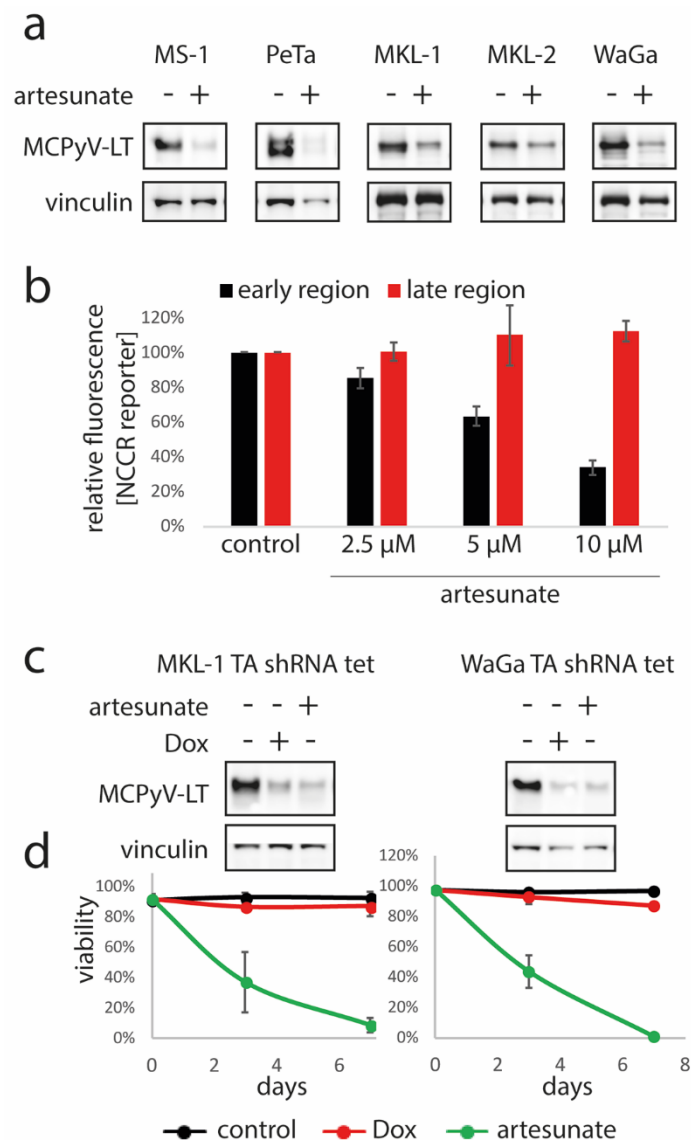 a
MS-1 PeTa MKL-1 MKL-2 WaGa
artesunate - + - + - + - + - +
MCPyV-LT
vinculin
b
early region late region
relative fluorescence
[NCCR reporter]
120%
100%
80%
60%
40%
20%
0%
control 2.5 µM 5 µM 10 µM
artesunate
c
MKL-1 TA shRNA tet WaGa TA shRNA tet
artesunate - - + - - +
Dox - + - - + -
MCPyV-LT
vinculin
d
viability
100%
80%
60%
40%
20%
0%
0 2 4 6
days
120%
100%
80%
60%
40%
20%
0%
0 2 4 6 8
days
control Dox artesunate